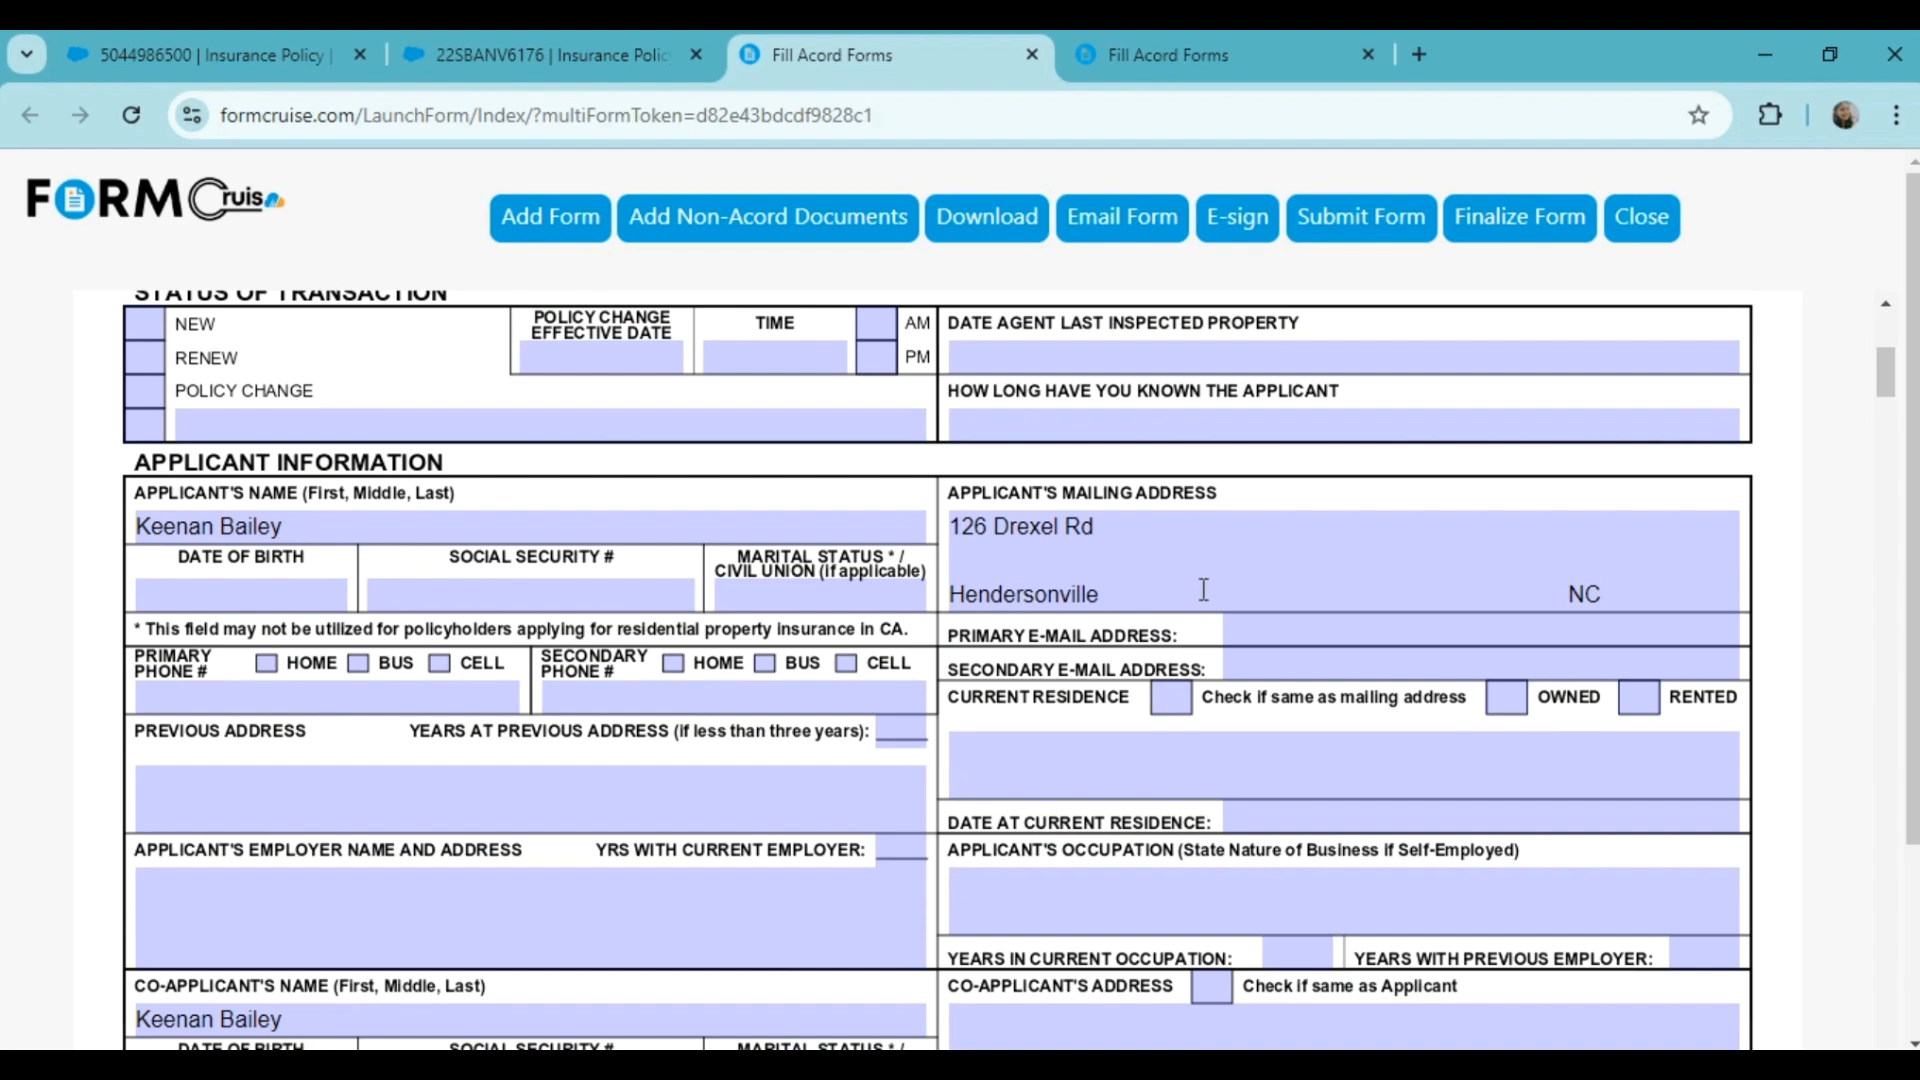 5044986500 | Insurance Policy |
22SBANV6176 | Insurance Polic
Fill Acord Forms
Fill Acord Forms
formcruise.com/LaunchForm/Index/?multiFormToken=d82e43bdcdf9828c1
FORMCruise
Add Form
Add Non-Acord Documents
Download
Email Form
E-sign
Submit Form
Finalize Form
Close
STATUS OF TRANSACTION
NEW
RENEW
POLICY CHANGE
POLICY CHANGE
EFFECTIVE DATE
TIME
AM
PM
DATE AGENT LAST INSPECTED PROPERTY
HOW LONG HAVE YOU KNOWN THE APPLICANT
APPLICANT INFORMATION
APPLICANT'S NAME (First, Middle, Last)
Keenan Bailey
APPLICANT'S MAILING ADDRESS
126 Drexel Rd
Hendersonville NC
DATE OF BIRTH
SOCIAL SECURITY #
MARITAL STATUS * /
CIVIL UNION (if applicable)
* This field may not be utilized for policyholders applying for residential property insurance in CA.
PRIMARY E-MAIL ADDRESS:
SECONDARY E-MAIL ADDRESS:
PRIMARY
PHONE #
HOME BUS CELL
SECONDARY
PHONE #
HOME BUS CELL
CURRENT RESIDENCE Check if same as mailing address OWNED RENTED
PREVIOUS ADDRESS YEARS AT PREVIOUS ADDRESS (if less than three years):
DATE AT CURRENT RESIDENCE:
APPLICANT'S EMPLOYER NAME AND ADDRESS YRS WITH CURRENT EMPLOYER:
APPLICANT'S OCCUPATION (State Nature of Business if Self-Employed)
YEARS IN CURRENT OCCUPATION: YEARS WITH PREVIOUS EMPLOYER:
CO-APPLICANT'S NAME (First, Middle, Last)
Keenan Bailey
CO-APPLICANT'S ADDRESS Check if same as Applicant
DATE OF BIRTH
SOCIAL SECURITY #
MARITAL STATUS * /